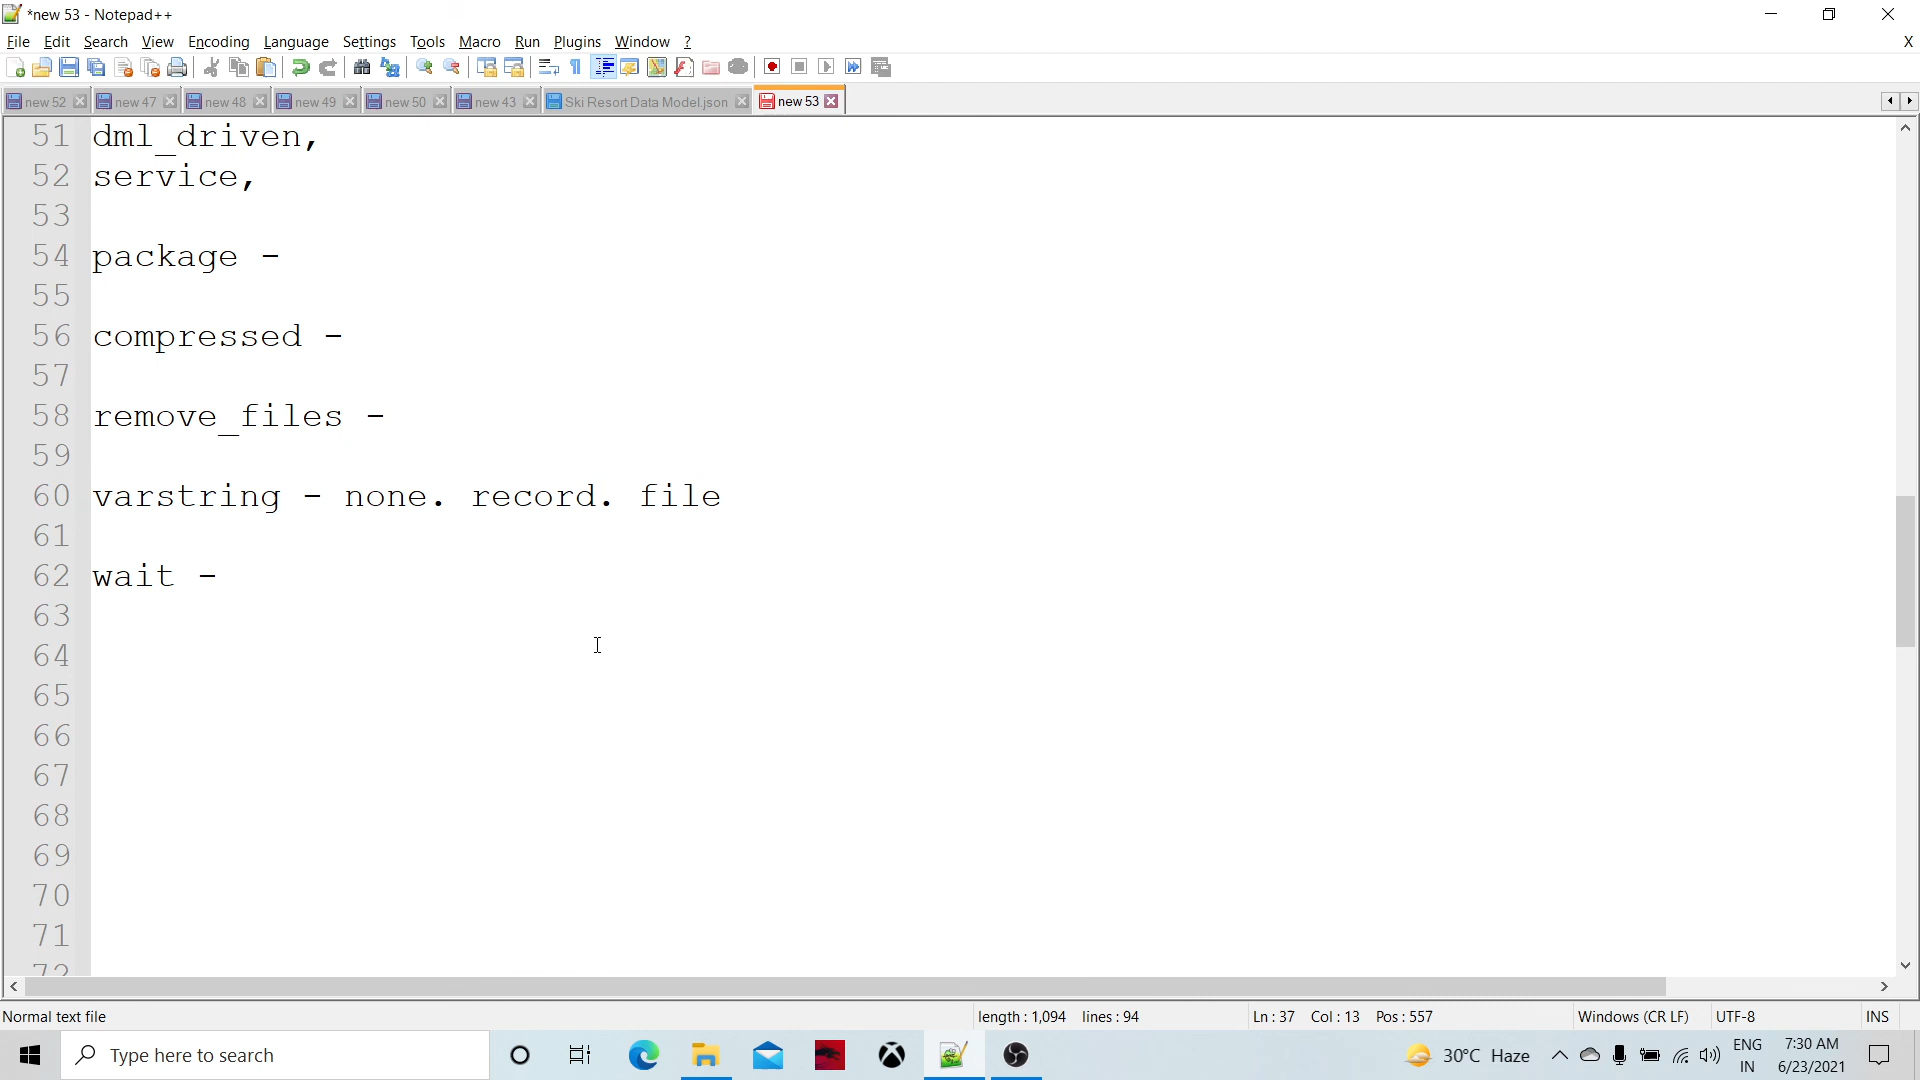 *new 53 - Notepad++
File Edit Search View Encoding Language Settings Tools Macro Run Plugins Window ? X
new 52 new 47 new 48 new 49 new 50 new 43 Ski Resort Data Model.json new 53
51 dml_driven,
52 service,
53
54 package -
55
56 compressed -
57
58 remove_files -
59
60 varstring - none. record. file
61
62 wait -
63
64
65
66
67
68
69
70
71
72
Normal text file length : 1,094 lines : 94 Ln : 37 Col : 13 Pos : 557 Windows (CR LF) UTF-8 INS
Type here to search 30°C Haze ENG IN 7:30 AM 6/23/2021